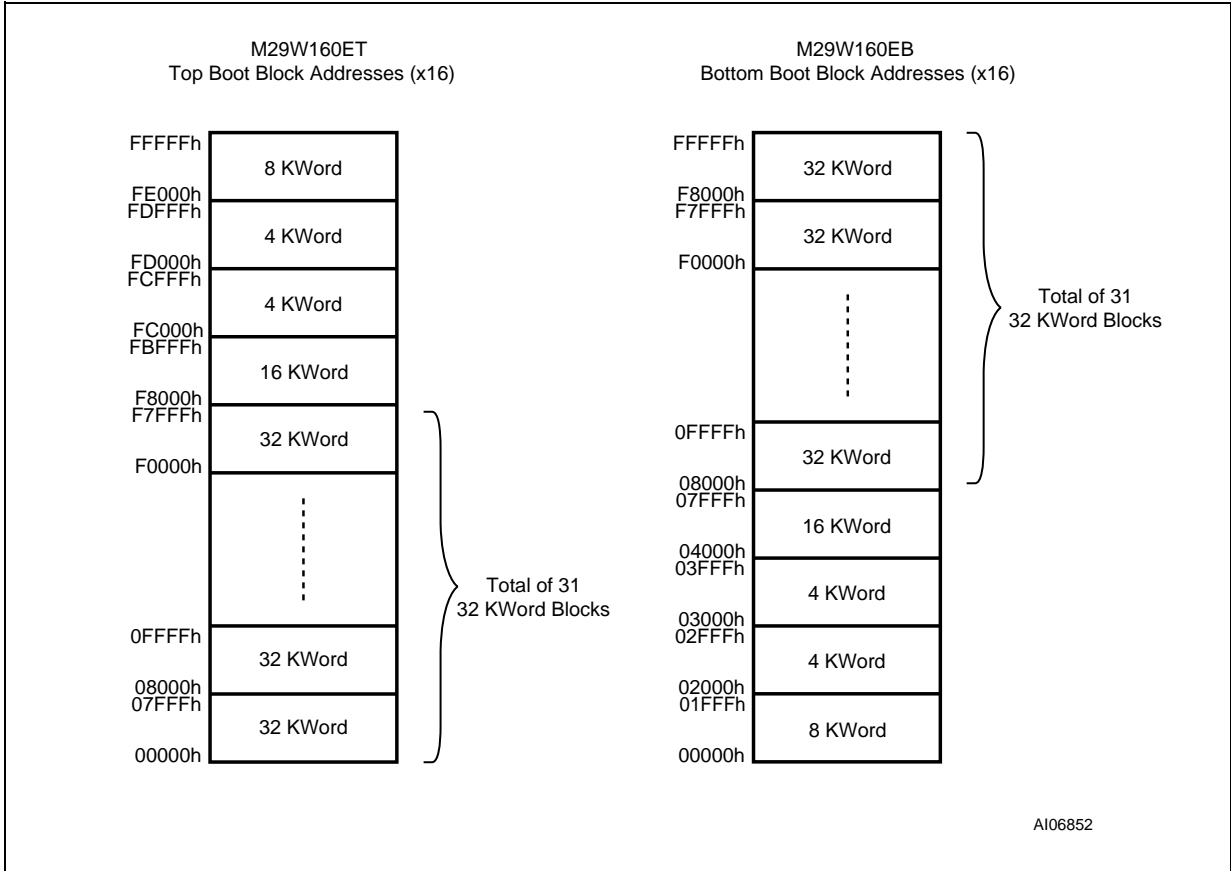 M29W160ET
Top Boot Block Addresses (x16)
FFFFFh
8 KWord
FE000h
FDFFFh
4 KWord
FD000h
FCFFFh
4 KWord
FC000h
FBFFFh
16 KWord
F8000h
F7FFFh
32 KWord
F0000h
Total of 31
32 KWord Blocks
0FFFFh
32 KWord
08000h
07FFFh
32 KWord
00000h
M29W160EB
Bottom Boot Block Addresses (x16)
FFFFFh
32 KWord
F8000h
F7FFFh
32 KWord
F0000h
Total of 31
32 KWord Blocks
0FFFFh
32 KWord
08000h
07FFFh
16 KWord
04000h
03FFFh
4 KWord
03000h
02FFFh
4 KWord
02000h
01FFFh
8 KWord
00000h
AI06852